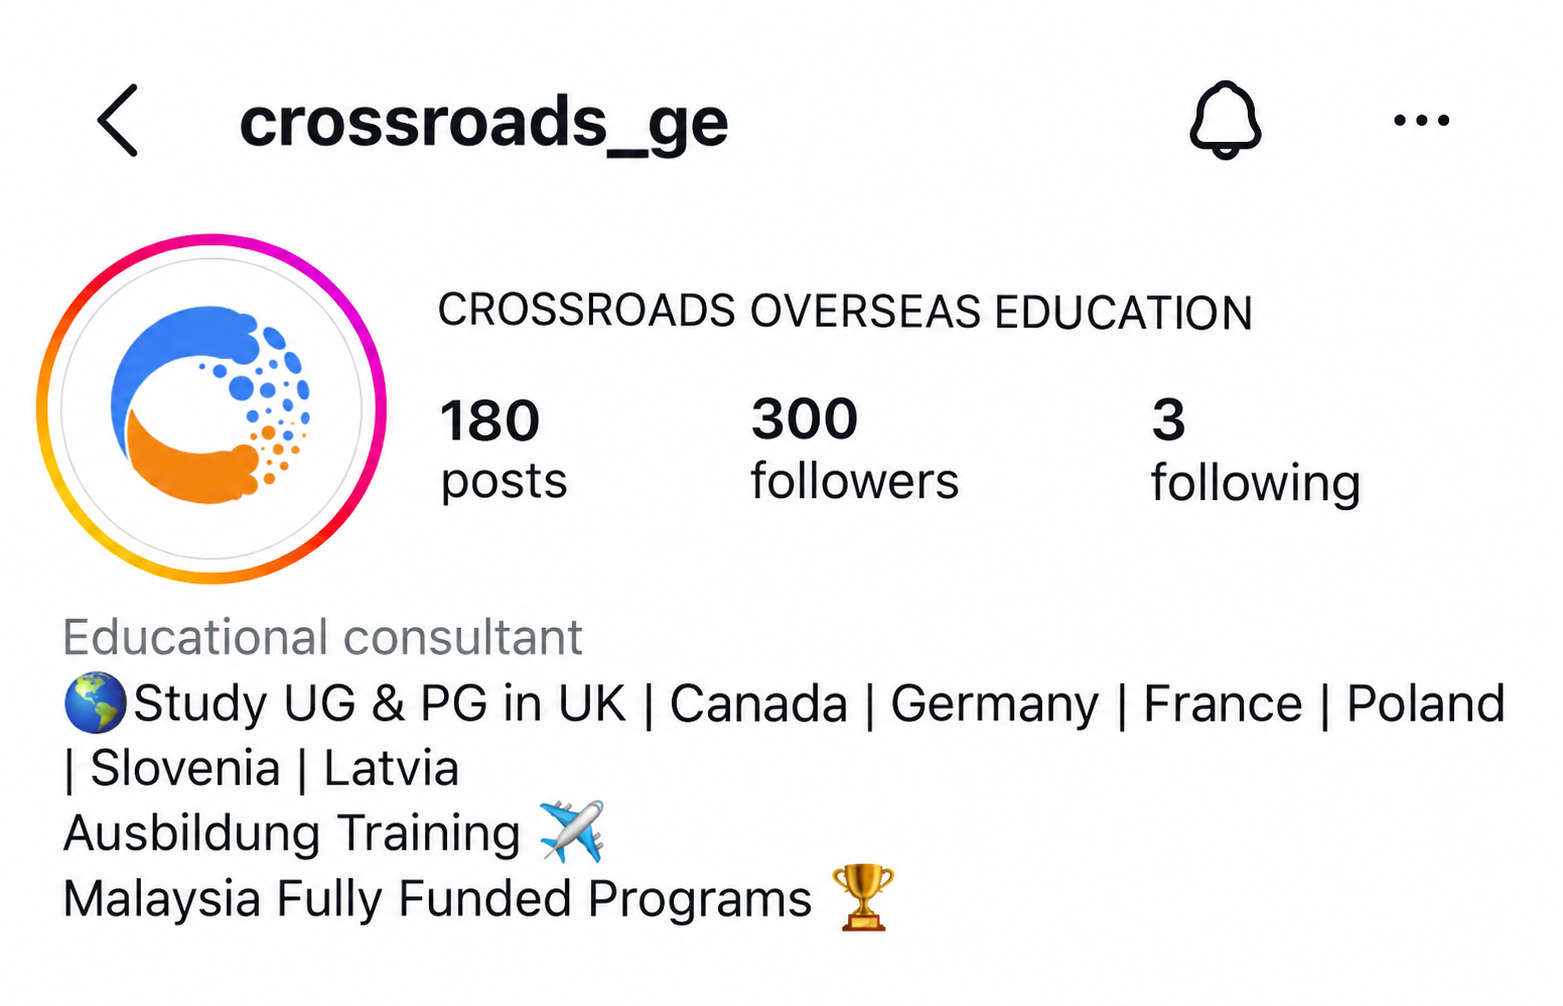 crossroads_ge
CROSSROADS OVERSEAS EDUCATION
180 300 3
posts followers following
Educational consultant
🌎Study UG & PG in UK | Canada | Germany | France | Poland
| Slovenia | Latvia
Ausbildung Training ✈️
Malaysia Fully Funded Programs 🏆